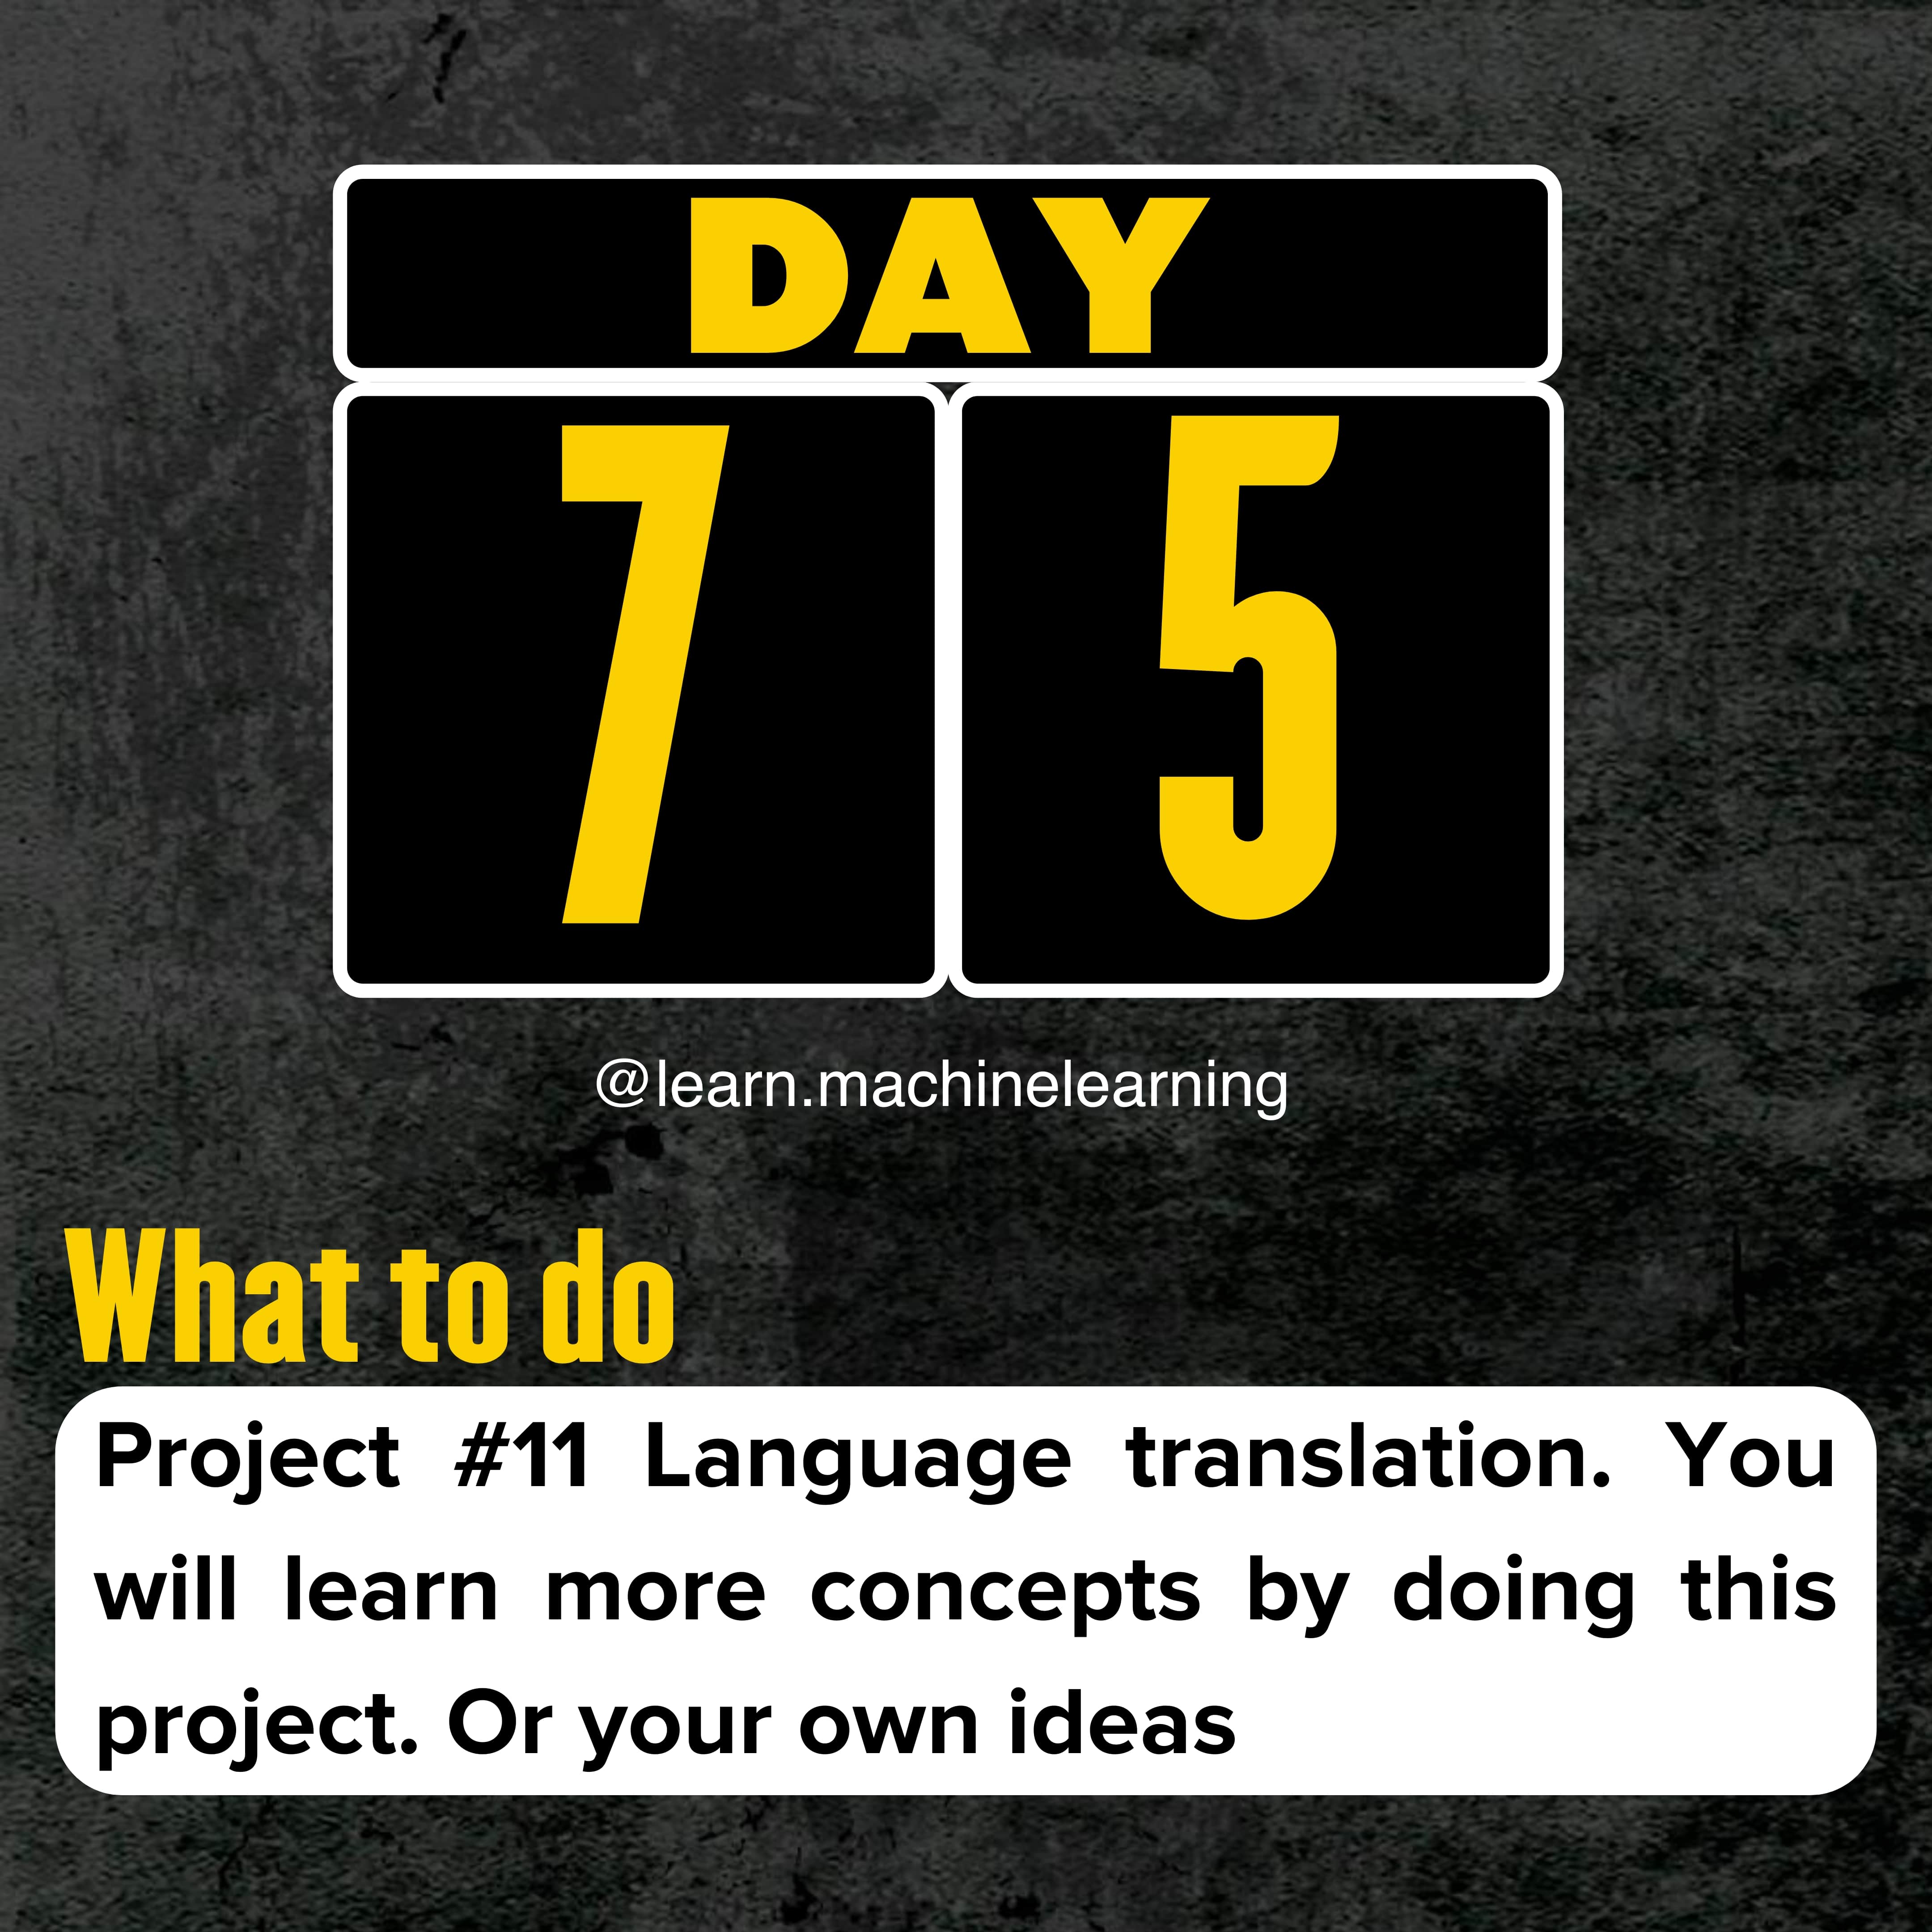 DAY
7 5
@learn.machinelearning
What to do
Project #11 Language translation. You
will learn more concepts by doing this
project. Or your own ideas